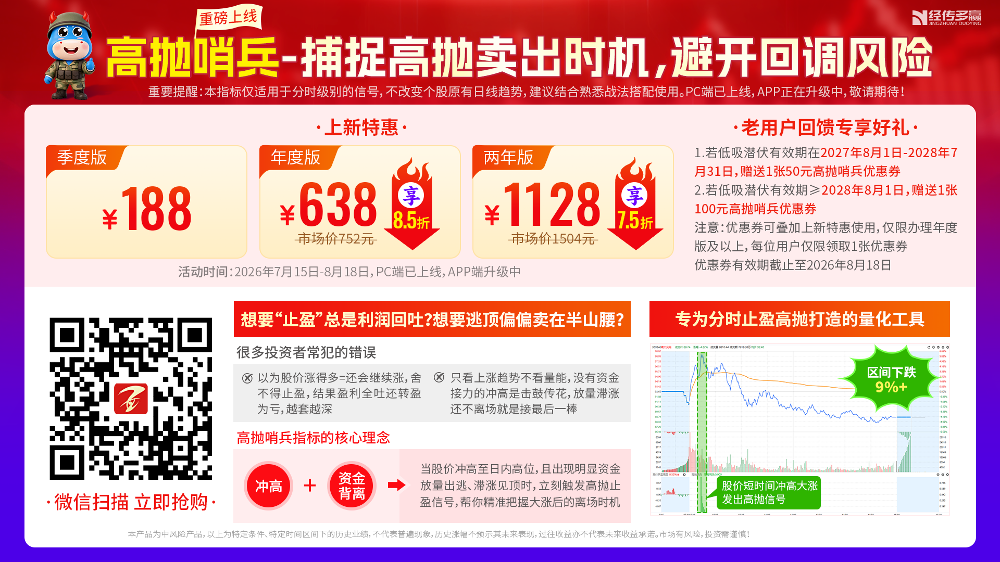 重磅上线
经传多赢
JINGZHUAN DUOYING
高抛哨兵-捕捉高抛卖出时机,避开回调风险
重要提醒:本指标仅适用于分时级别的信号,不改变个股原有日线趋势,建议结合熟悉战法搭配使用。PC端已上线,APP正在升级中,敬请期待!
·上新特惠·
季度版
¥188
年度版
¥638
市场价752元
享
8.5折
两年版
¥1128
市场价1504元
享
7.5折
活动时间:2026年7月15日-8月18日,PC端已上线,APP端升级中
·老用户回馈专享好礼·
1.若低吸潜伏有效期在2027年8月1日-2028年7
月31日,赠送1张50元高抛哨兵优惠券
2.若低吸潜伏有效期≥2028年8月1日,赠送1张
100元高抛哨兵优惠券
注意:优惠券可叠加上新特惠使用,仅限办理年度
版及以上,每位用户仅限领取1张优惠券
优惠券有效期截止至2026年8月18日
·微信扫描 立即抢购·
想要“止盈”总是利润回吐?想要逃顶偏偏卖在半山腰?
很多投资者常犯的错误
以为股价涨得多=还会继续涨,舍
不得止盈,结果盈利全吐还转盈
为亏,越套越深
只看上涨趋势不看量能,没有资金
接力的冲高是击鼓传花,放量滞涨
还不离场就是接最后一棒
高抛哨兵指标的核心理念
冲高
+
资金
背离
当股价冲高至日内高位,且出现明显资金
放量出逃、滞涨见顶时,立刻触发高抛止
盈信号,帮你精准把握大涨后的离场时机
专为分时止盈高抛打造的量化工具
区间下跌
9%+
股价短时间冲高大涨
发出高抛信号
本产品为中风险产品,以上为特定条件、特定时间区间下的历史业绩,不代表普遍现象,历史涨幅不预示其未来表现,过往收益亦不代表未来收益承诺。市场有风险,投资需谨慎!